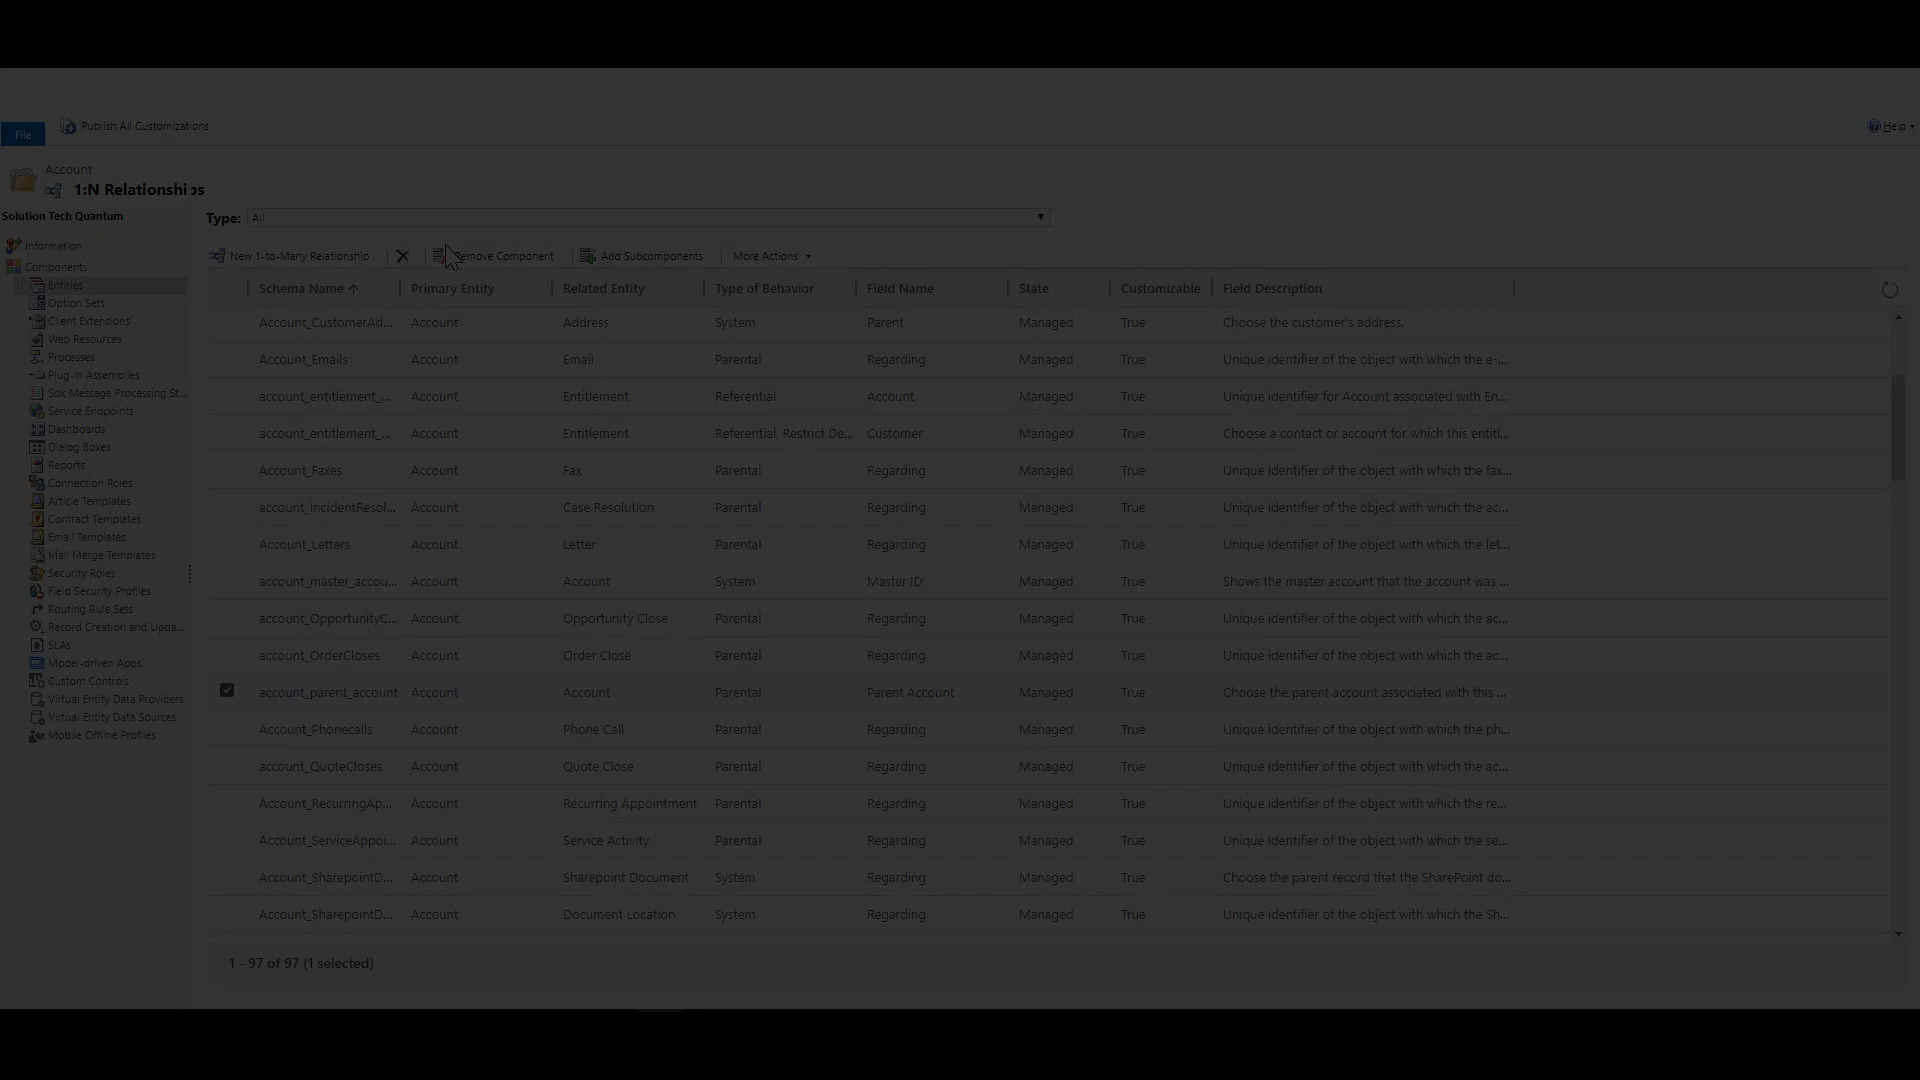 File
Publish All Customizations
Help
Account
1:N Relationships
Solution Tech Quantum
Information
Components
Entities
Option Sets
Client Extensions
Web Resources
Processes
Plug-in Assemblies
Sdk Message Processing St...
Service Endpoints
Dashboards
Dialog Boxes
Reports
Connection Roles
Article Templates
Contract Templates
Email Templates
Mail Merge Templates
Security Roles
Field Security Profiles
Routing Rule Sets
Record Creation and Upda...
SLAs
Model-driven Apps
Custom Controls
Virtual Entity Data Providers
Virtual Entity Data Sources
Mobile Offline Profiles
Type: All
New 1-to-Many Relationship Remove Component Add Subcomponents More Actions
Schema Name Primary Entity Related Entity Type of Behavior Field Name State Customizable Field Description
Account_CustomerAd... Account Address System Parent Managed True Choose the customer's address.
Account_Emails Account Email Parental Regarding Managed True Unique identifier of the object with which the e-...
account_entitlement_... Account Entitlement Referential Account Managed True Unique identifier for Account associated with En...
account_entitlement_... Account Entitlement Referential, Restrict De... Customer Managed True Choose a contact or account for which this entitl...
Account_Faxes Account Fax Parental Regarding Managed True Unique identifier of the object with which the fax...
account_IncidentResol... Account Case Resolution Parental Regarding Managed True Unique identifier of the object with which the ac...
Account_Letters Account Letter Parental Regarding Managed True Unique identifier of the object with which the let...
account_master_accou... Account Account System Master ID Managed True Shows the master account that the account was ...
account_OpportunityC... Account Opportunity Close Parental Regarding Managed True Unique identifier of the object with which the ac...
account_OrderCloses Account Order Close Parental Regarding Managed True Unique identifier of the object with which the ac...
account_parent_account Account Account Parental Parent Account Managed True Choose the parent account associated with this ...
Account_Phonecalls Account Phone Call Parental Regarding Managed True Unique identifier of the object with which the ph...
account_QuoteCloses Account Quote Close Parental Regarding Managed True Unique identifier of the object with which the ac...
Account_RecurringAp... Account Recurring Appointment Parental Regarding Managed True Unique identifier of the object with which the re...
Account_ServiceAppoi... Account Service Activity Parental Regarding Managed True Unique identifier of the object with which the se...
Account_SharepointD... Account Sharepoint Document System Regarding Managed True Choose the parent record that the SharePoint do...
Account_SharepointD... Account Document Location System Regarding Managed True Unique identifier of the object with which the Sh...
1 - 97 of 97 (1 selected)